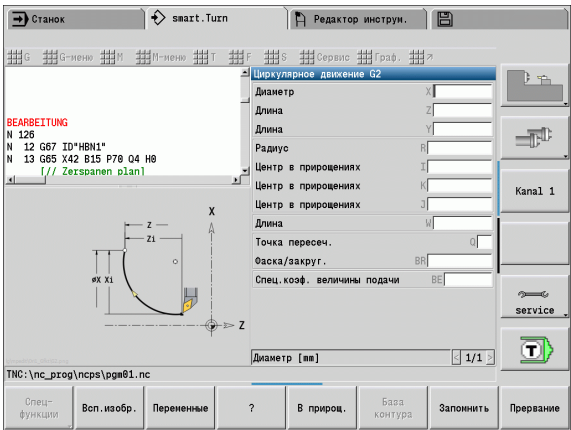 Станок smart.Turn Редактор инструм.
G G-меню M M-меню T F S Сервис Граф.
BEARBEITUNG
N 126
N 12 G67 ID"HBN1"
N 13 G65 X42 B15 P70 Q4 H0
[// Zerspanen plan]
Циркулярное движение G2
Диаметр X
Длина Z
Длина Y
Радиус R
Центр в прирощениях I
Центр в прирощениях K
Центр в прирощениях J
Длина W
Точка пересеч. Q
Фаска/закруг. BR
Спец.коэф. величины подачи BE
Диаметр [mm] 1/1
X
Z
Zi
øX Xi
Z
Kanal 1
service
T
TNC:\nc_prog\ncps\pgm01.nc
Спец-функции Всп.изобр. Переменные ? В прирощ. База контура Запомнить Прервание